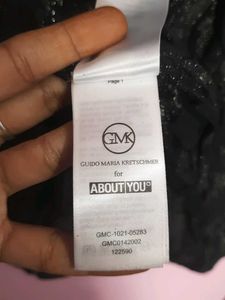 Page 1
GMK
GUIDO MARIA KRETSCHMER
for
ABOUT YOU°
GMC-1021-05283
GMC0142002
122590